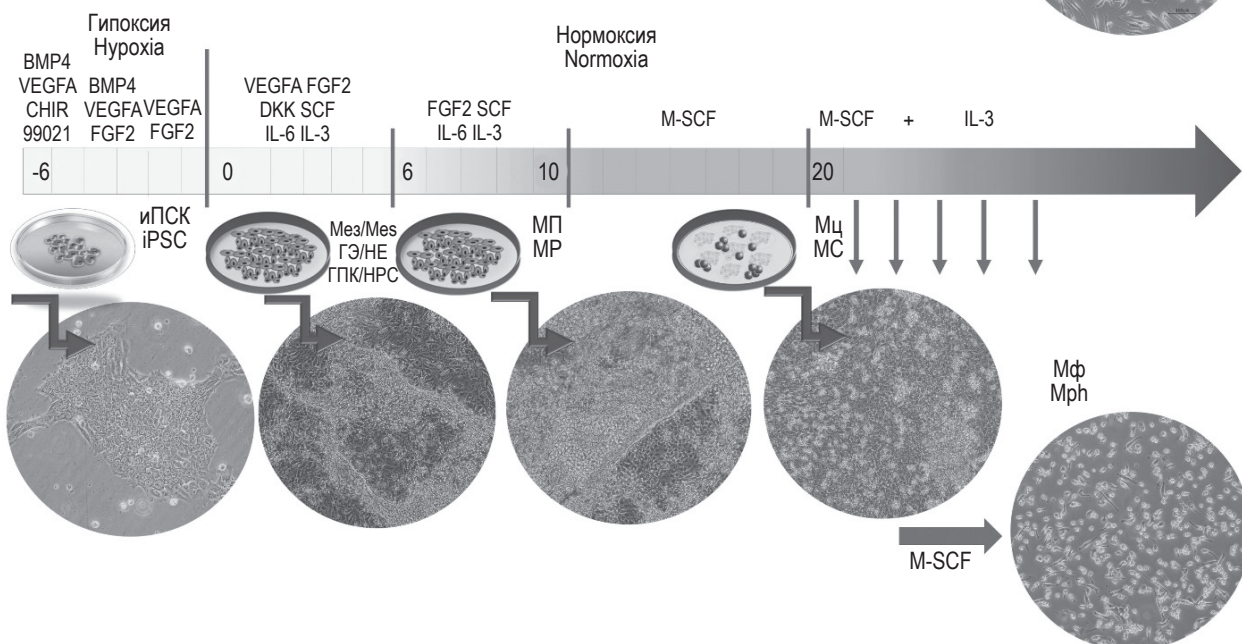 Гипоксия
Hypoxia
Нормоксия
Normoxia
BMP4
VEGFA
CHIR
99021
BMP4
VEGFA
FGF2
VEGFA
FGF2
VEGFA FGF2
DKK SCF
IL-6 IL-3
FGF2 SCF
IL-6 IL-3
M-SCF
M-SCF + IL-3
-6
0
6
10
20
иПСК
iPSC
Мез/Mes
ГЭ/HE
ГПК/HPC
МП
MP
Мц
MC
Мф
Mph
M-SCF